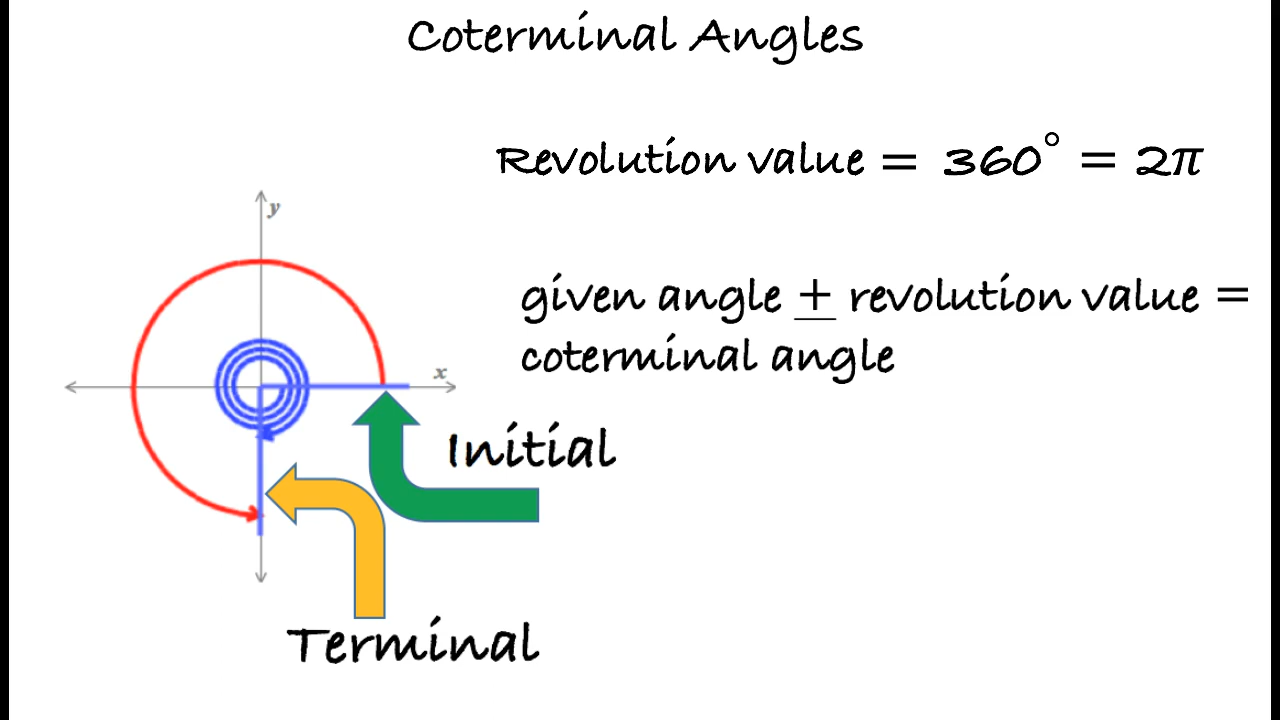 Coterminal Angles
Revolution value = 360° = 2π
y
given angle ± revolution value =
coterminal angle
x
Initial
Terminal